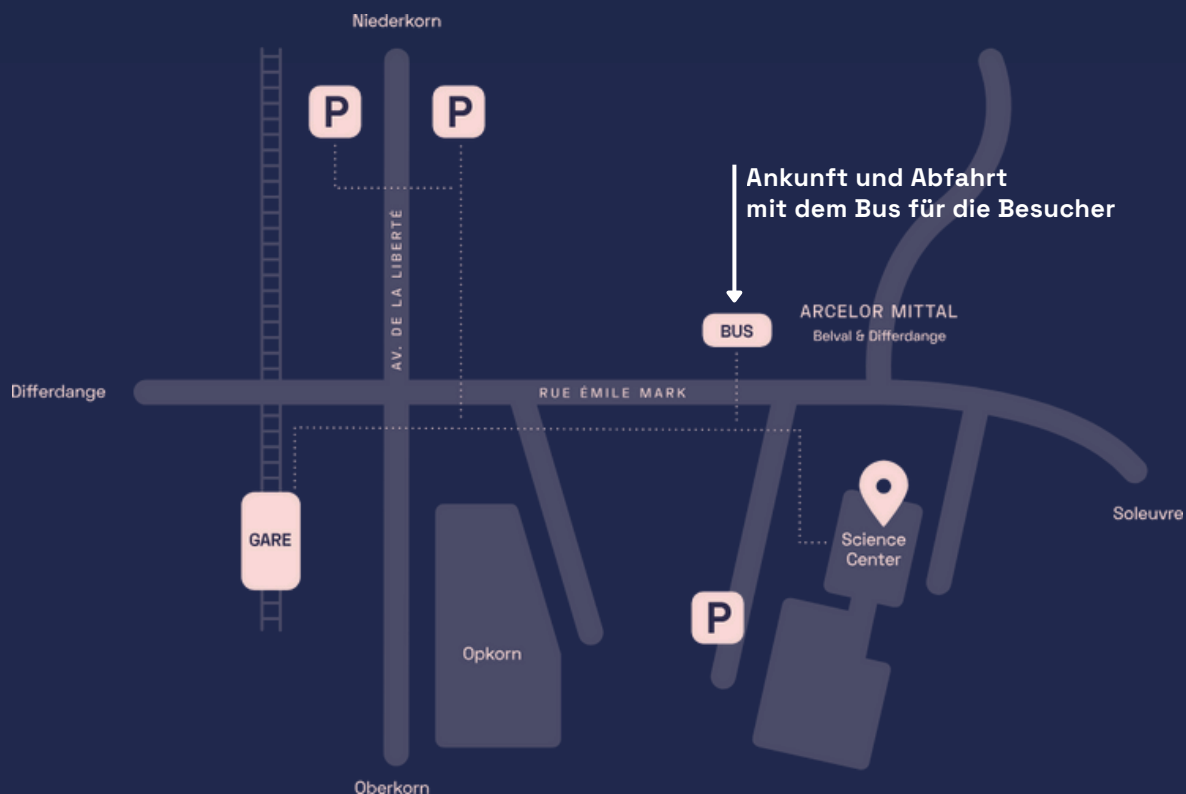 Niederkorn
P
P
Ankunft und Abfahrt
mit dem Bus für die Besucher
AV. DE LA LIBERTÉ
BUS
ARCELOR MITTAL
Belval & Differdange
Differdange
RUE ÉMILE MARK
Soleuvre
GARE
Science
Center
P
Opkorn
Oberkorn